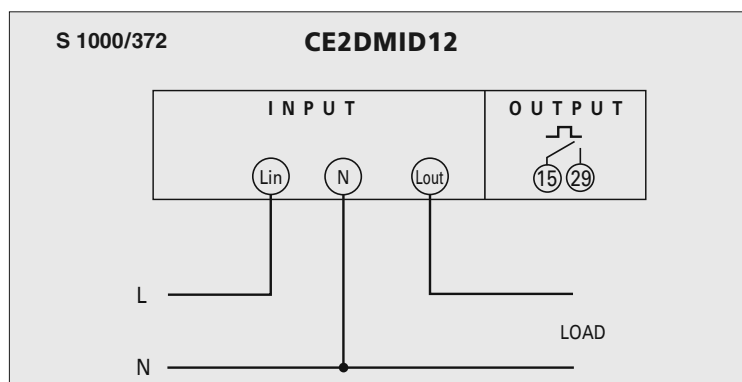 S 1000/372 CE2DMID12
INPUT OUTPUT
Lin N Lout 15 29
L
LOAD
N